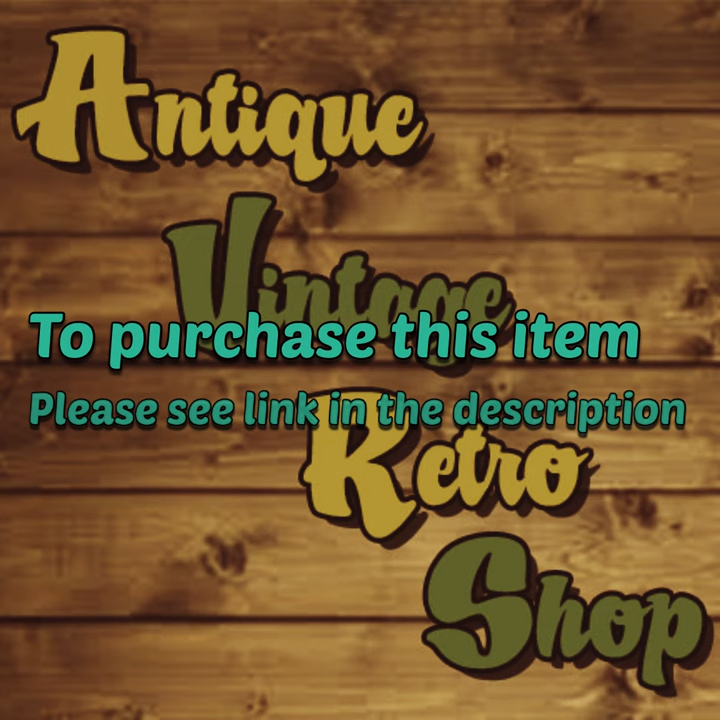 Antique
Vintage
To purchase this item
Please see link in the description
Retro
Shop